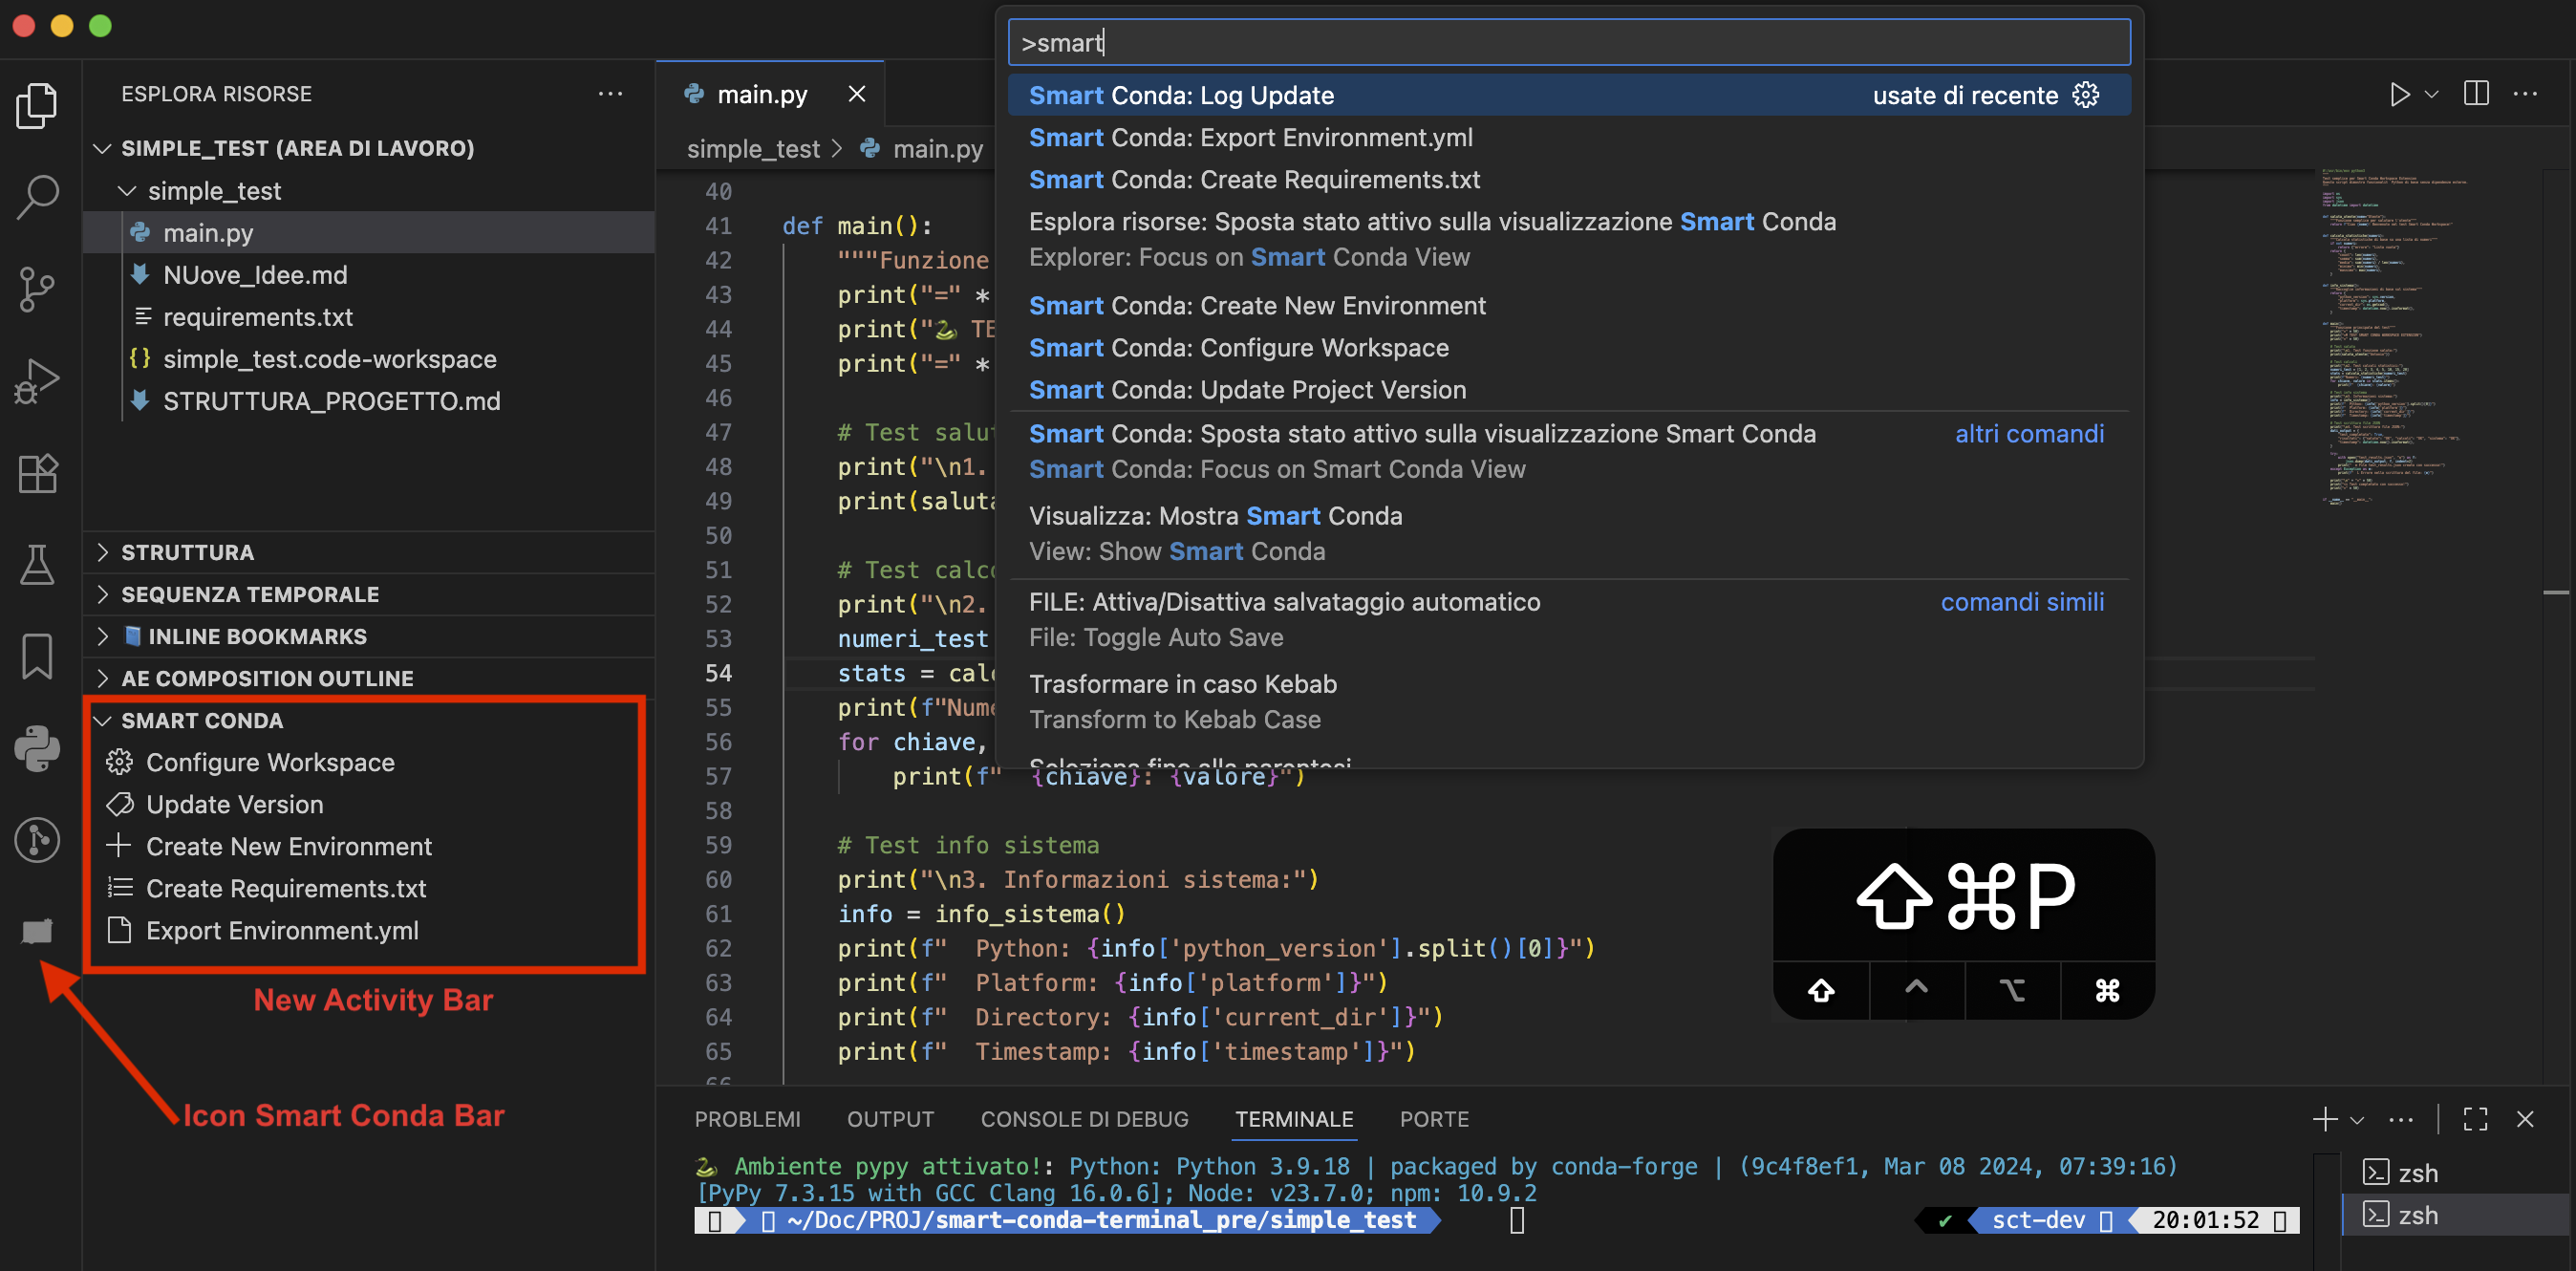 >smart
Smart Conda: Log Update
usate di recente
Smart Conda: Export Environment.yml
Smart Conda: Create Requirements.txt
Esplora risorse: Sposta stato attivo sulla visualizzazione Smart Conda
Explorer: Focus on Smart Conda View
Smart Conda: Create New Environment
Smart Conda: Configure Workspace
Smart Conda: Update Project Version
Smart Conda: Sposta stato attivo sulla visualizzazione Smart Conda
altri comandi
Smart Conda: Focus on Smart Conda View
Visualizza: Mostra Smart Conda
View: Show Smart Conda
FILE: Attiva/Disattiva salvataggio automatico
comandi simili
File: Toggle Auto Save
Trasformare in caso Kebab
Transform to Kebab Case
Seleziona fino alla parentesi
ESPLORA RISORSE
SIMPLE_TEST (AREA DI LAVORO)
simple_test
main.py
NUove_Idee.md
requirements.txt
simple_test.code-workspace
STRUTTURA_PROGETTO.md
STRUTTURA
SEQUENZA TEMPORALE
INLINE BOOKMARKS
AE COMPOSITION OUTLINE
SMART CONDA
Configure Workspace
Update Version
Create New Environment
Create Requirements.txt
Export Environment.yml
New Activity Bar
Icon Smart Conda Bar
main.py
simple_test > main.py
40
41 def main():
42 """Funzione
43 print("=" *
44 print("🐍 TE
45 print("=" *
46
47 # Test salut
48 print("\n1.
49 print(saluta
50
51 # Test calco
52 print("\n2.
53 numeri_test
54 stats = calc
55 print(f"Nume
56 for chiave,
57 print(f" {chiave}: {valore}")
58
59 # Test info sistema
60 print("\n3. Informazioni sistema:")
61 info = info_sistema()
62 print(f" Python: {info['python_version'].split()[0]}")
63 print(f" Platform: {info['platform']}")
64 print(f" Directory: {info['current_dir']}")
65 print(f" Timestamp: {info['timestamp']}")
66
⇧⌘P
⇧ ⌃ ⌥ ⌘
PROBLEMI OUTPUT CONSOLE DI DEBUG TERMINALE PORTE
🐍 Ambiente pypy attivato!: Python: Python 3.9.18 | packaged by conda-forge | (9c4f8ef1, Mar 08 2024, 07:39:16)
[PyPy 7.3.15 with GCC Clang 16.0.6]; Node: v23.7.0; npm: 10.9.2
~/Doc/PROJ/smart-conda-terminal_pre/simple_test
✔ sct-dev 20:01:52
zsh
zsh